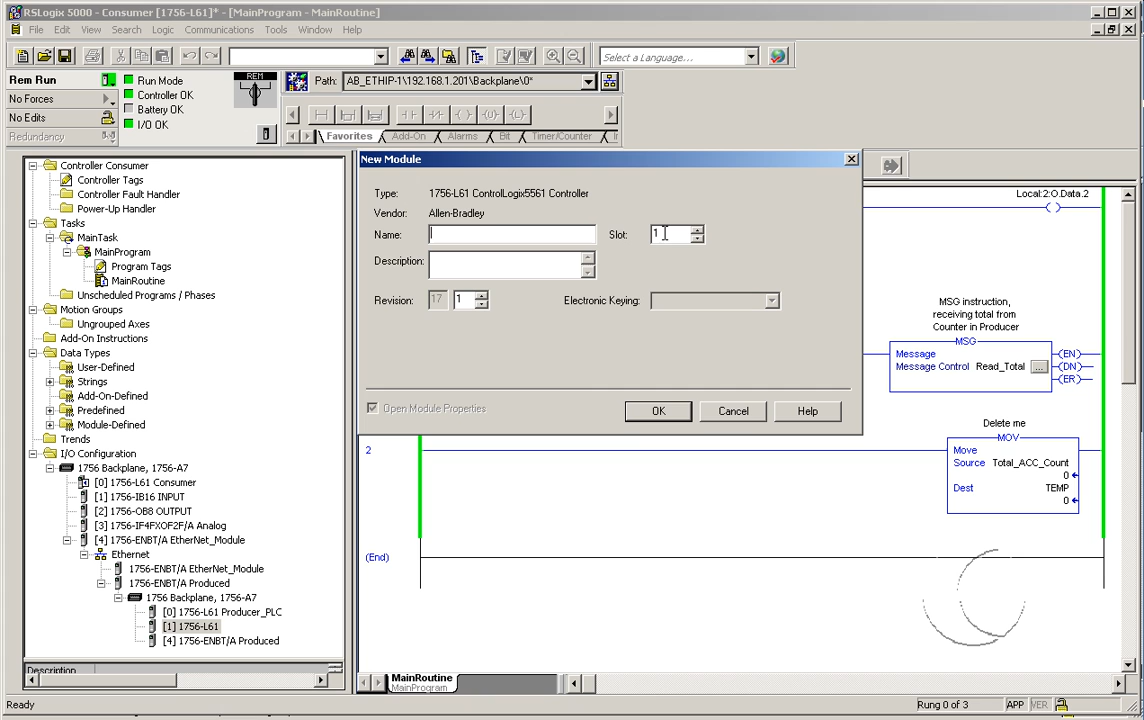 RSLogix 5000 - Consumer [1756-L61]* - [MainProgram - MainRoutine]
File Edit View Search Logic Communications Tools Window Help
Select a Language...
Rem Run
No Forces
No Edits
Redundancy
Run Mode
Controller OK
Battery OK
I/O OK
REM
Path: AB_ETHIP-1\192.168.1.201\Backplane\0*
Favorites Add-On Alarms Bit Timer/Counter
Controller Consumer
Controller Tags
Controller Fault Handler
Power-Up Handler
Tasks
MainTask
MainProgram
Program Tags
MainRoutine
Unscheduled Programs / Phases
Motion Groups
Ungrouped Axes
Add-On Instructions
Data Types
User-Defined
Strings
Add-On-Defined
Predefined
Module-Defined
Trends
I/O Configuration
1756 Backplane, 1756-A7
[0] 1756-L61 Consumer
[1] 1756-IB16 INPUT
[2] 1756-OB8 OUTPUT
[3] 1756-IF4FXOF2F/A Analog
[4] 1756-ENBT/A EtherNet_Module
Ethernet
1756-ENBT/A EtherNet_Module
1756-ENBT/A Produced
1756 Backplane, 1756-A7
[0] 1756-L61 Producer_PLC
[1] 1756-L61
[4] 1756-ENBT/A Produced
Description
New Module
Type: 1756-L61 ControlLogix5561 Controller
Vendor: Allen-Bradley
Name:
Slot: 1
Description:
Revision: 17 1
Electronic Keying:
Open Module Properties
OK Cancel Help
Local:2:O.Data.2
MSG instruction,
receiving total from
Counter in Producer
MSG
Message
Message Control Read_Total ...
(EN)
(DN)
(ER)
Delete me
MOV
Move
Source Total_ACC_Count
0
Dest TEMP
0
2
(End)
MainRoutine
MainProgram
Ready
Rung 0 of 3 APP VER